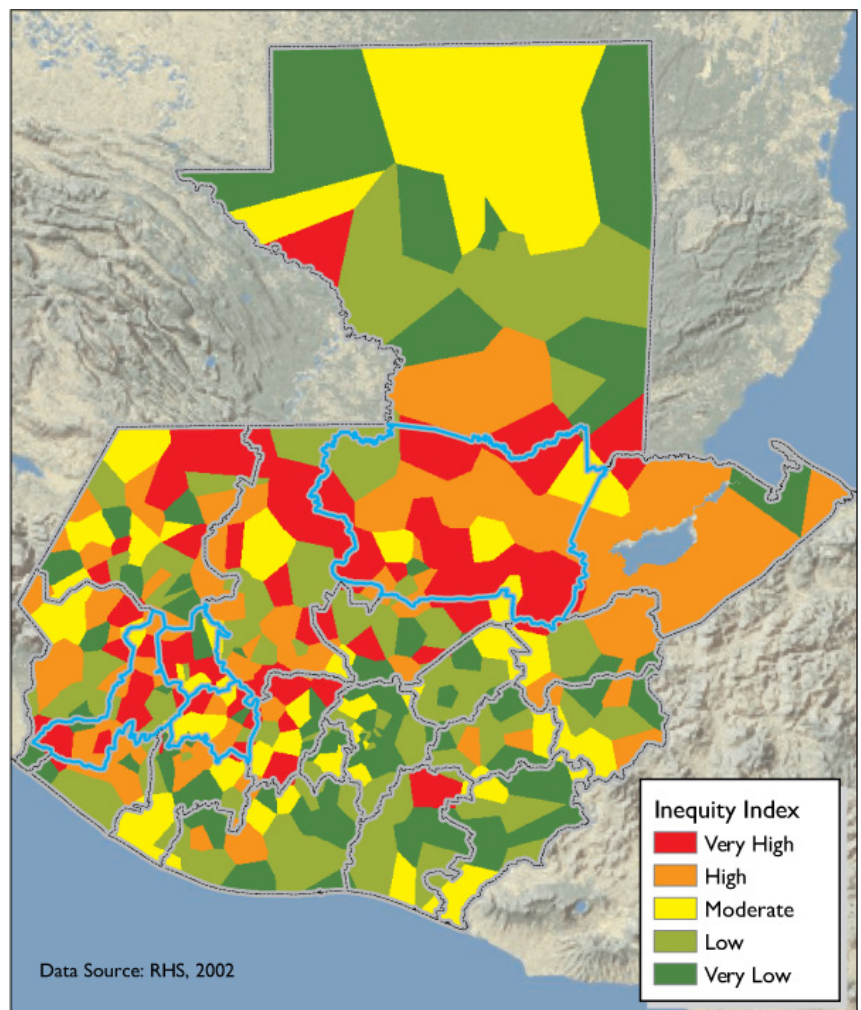 Inequity Index
Very High
High
Moderate
Low
Very Low
Data Source: RHS, 2002